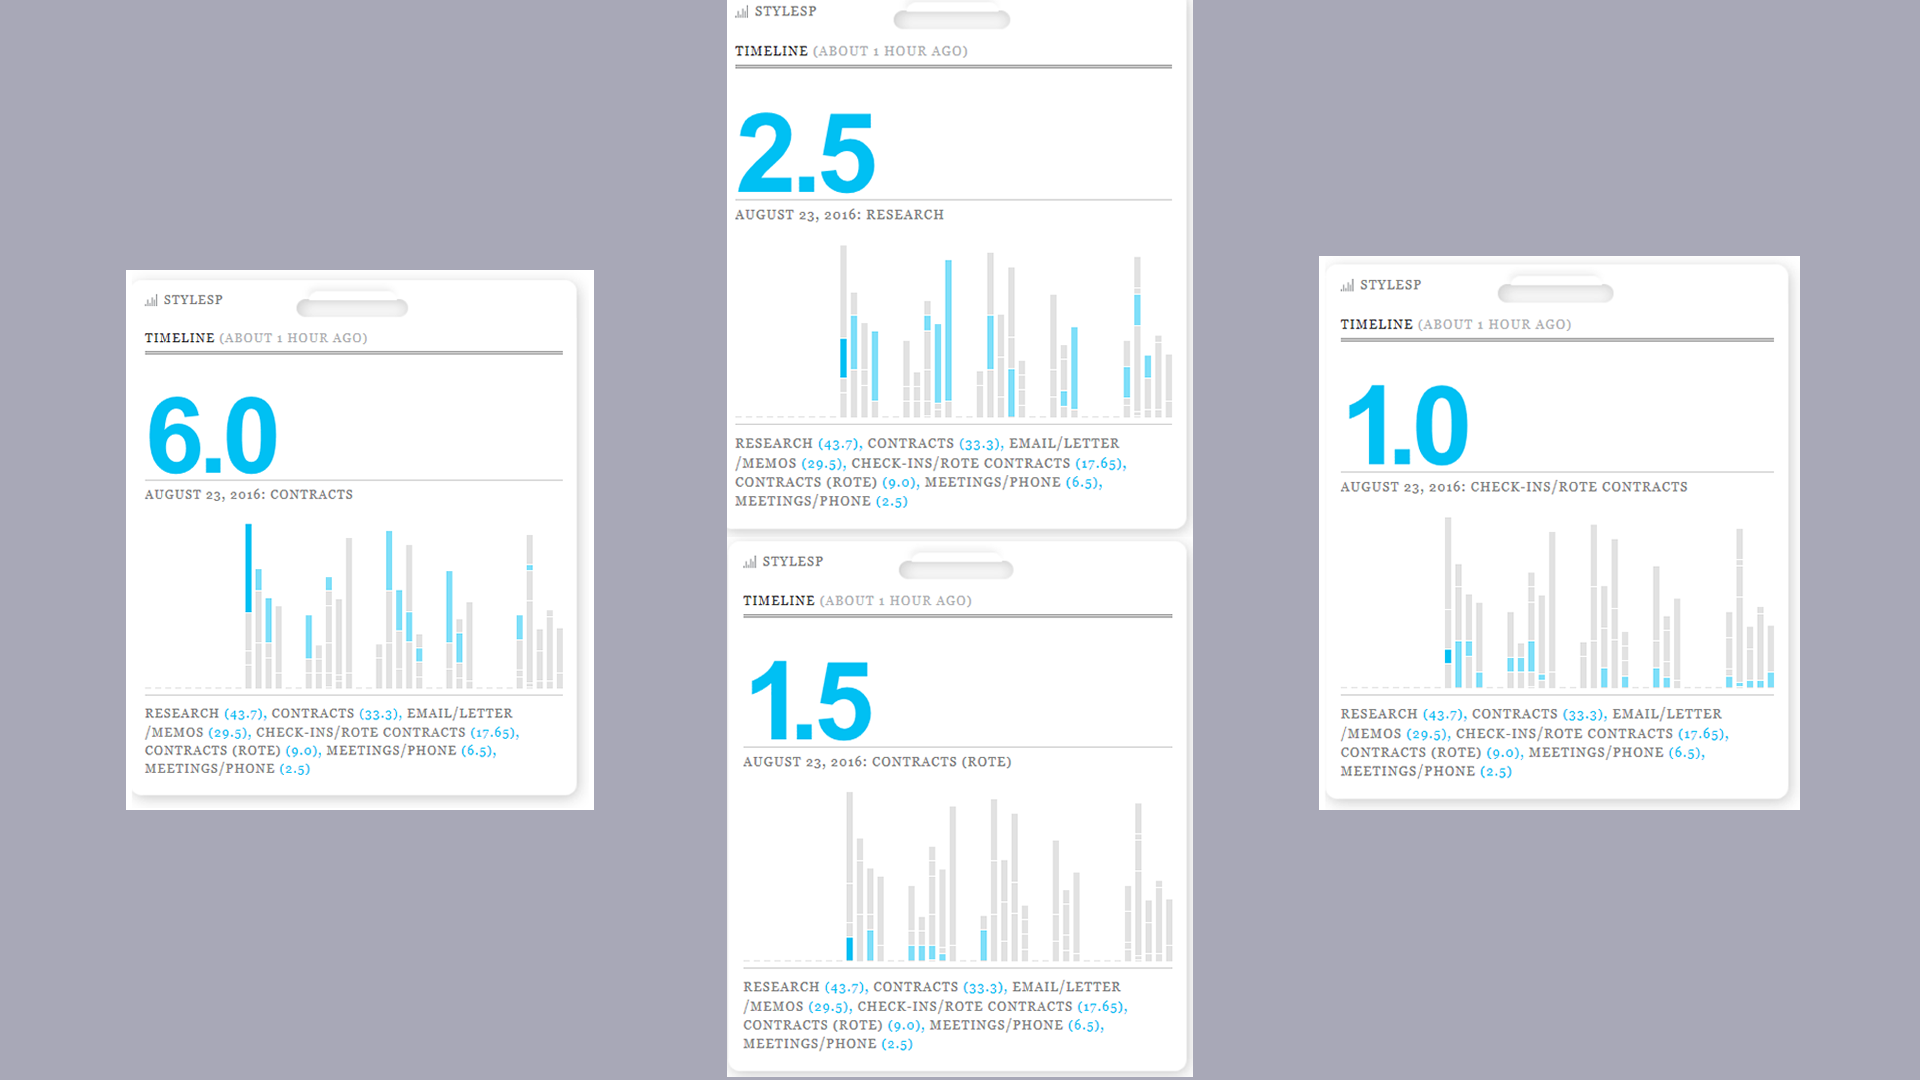 STYLESP
TIMELINE (ABOUT 1 HOUR AGO)
6.0
AUGUST 23, 2016: CONTRACTS
RESEARCH (43.7), CONTRACTS (33.3), EMAIL/LETTER
/MEMOS (29.5), CHECK-INS/ROTE CONTRACTS (17.65),
CONTRACTS (ROTE) (9.0), MEETINGS/PHONE (6.5),
MEETINGS/PHONE (2.5)
STYLESP
TIMELINE (ABOUT 1 HOUR AGO)
2.5
AUGUST 23, 2016: RESEARCH
RESEARCH (43.7), CONTRACTS (33.3), EMAIL/LETTER
/MEMOS (29.5), CHECK-INS/ROTE CONTRACTS (17.65),
CONTRACTS (ROTE) (9.0), MEETINGS/PHONE (6.5),
MEETINGS/PHONE (2.5)
STYLESP
TIMELINE (ABOUT 1 HOUR AGO)
1.5
AUGUST 23, 2016: CONTRACTS (ROTE)
RESEARCH (43.7), CONTRACTS (33.3), EMAIL/LETTER
/MEMOS (29.5), CHECK-INS/ROTE CONTRACTS (17.65),
CONTRACTS (ROTE) (9.0), MEETINGS/PHONE (6.5),
MEETINGS/PHONE (2.5)
STYLESP
TIMELINE (ABOUT 1 HOUR AGO)
1.0
AUGUST 23, 2016: CHECK-INS/ROTE CONTRACTS
RESEARCH (43.7), CONTRACTS (33.3), EMAIL/LETTER
/MEMOS (29.5), CHECK-INS/ROTE CONTRACTS (17.65),
CONTRACTS (ROTE) (9.0), MEETINGS/PHONE (6.5),
MEETINGS/PHONE (2.5)